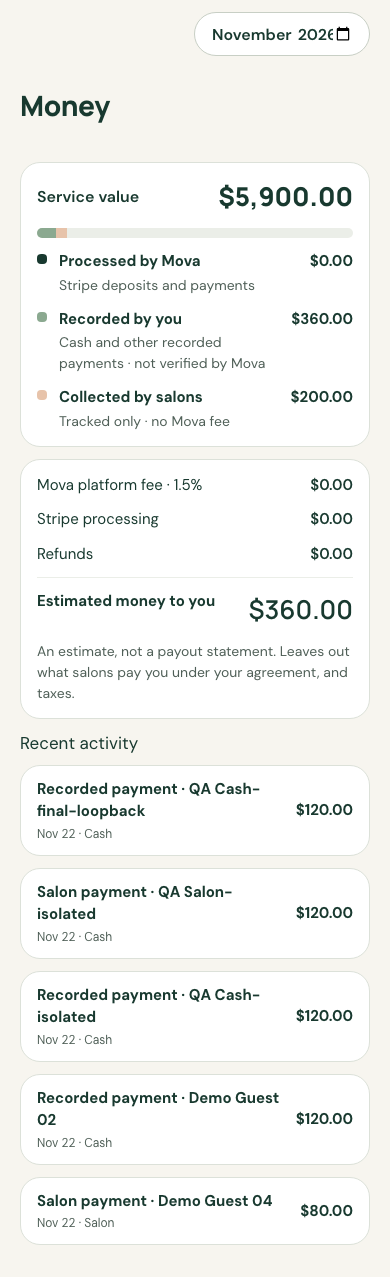 November 2026
Money
Service value $5,900.00
Processed by Mova $0.00
Stripe deposits and payments
Recorded by you $360.00
Cash and other recorded
payments · not verified by Mova
Collected by salons $200.00
Tracked only · no Mova fee
Mova platform fee · 1.5% $0.00
Stripe processing $0.00
Refunds $0.00
Estimated money to you $360.00
An estimate, not a payout statement. Leaves out
what salons pay you under your agreement, and
taxes.
Recent activity
Recorded payment · QA Cash-
final-loopback $120.00
Nov 22 · Cash
Salon payment · QA Salon-
isolated $120.00
Nov 22 · Cash
Recorded payment · QA Cash-
isolated $120.00
Nov 22 · Cash
Recorded payment · Demo Guest
02 $120.00
Nov 22 · Cash
Salon payment · Demo Guest 04 $80.00
Nov 22 · Salon